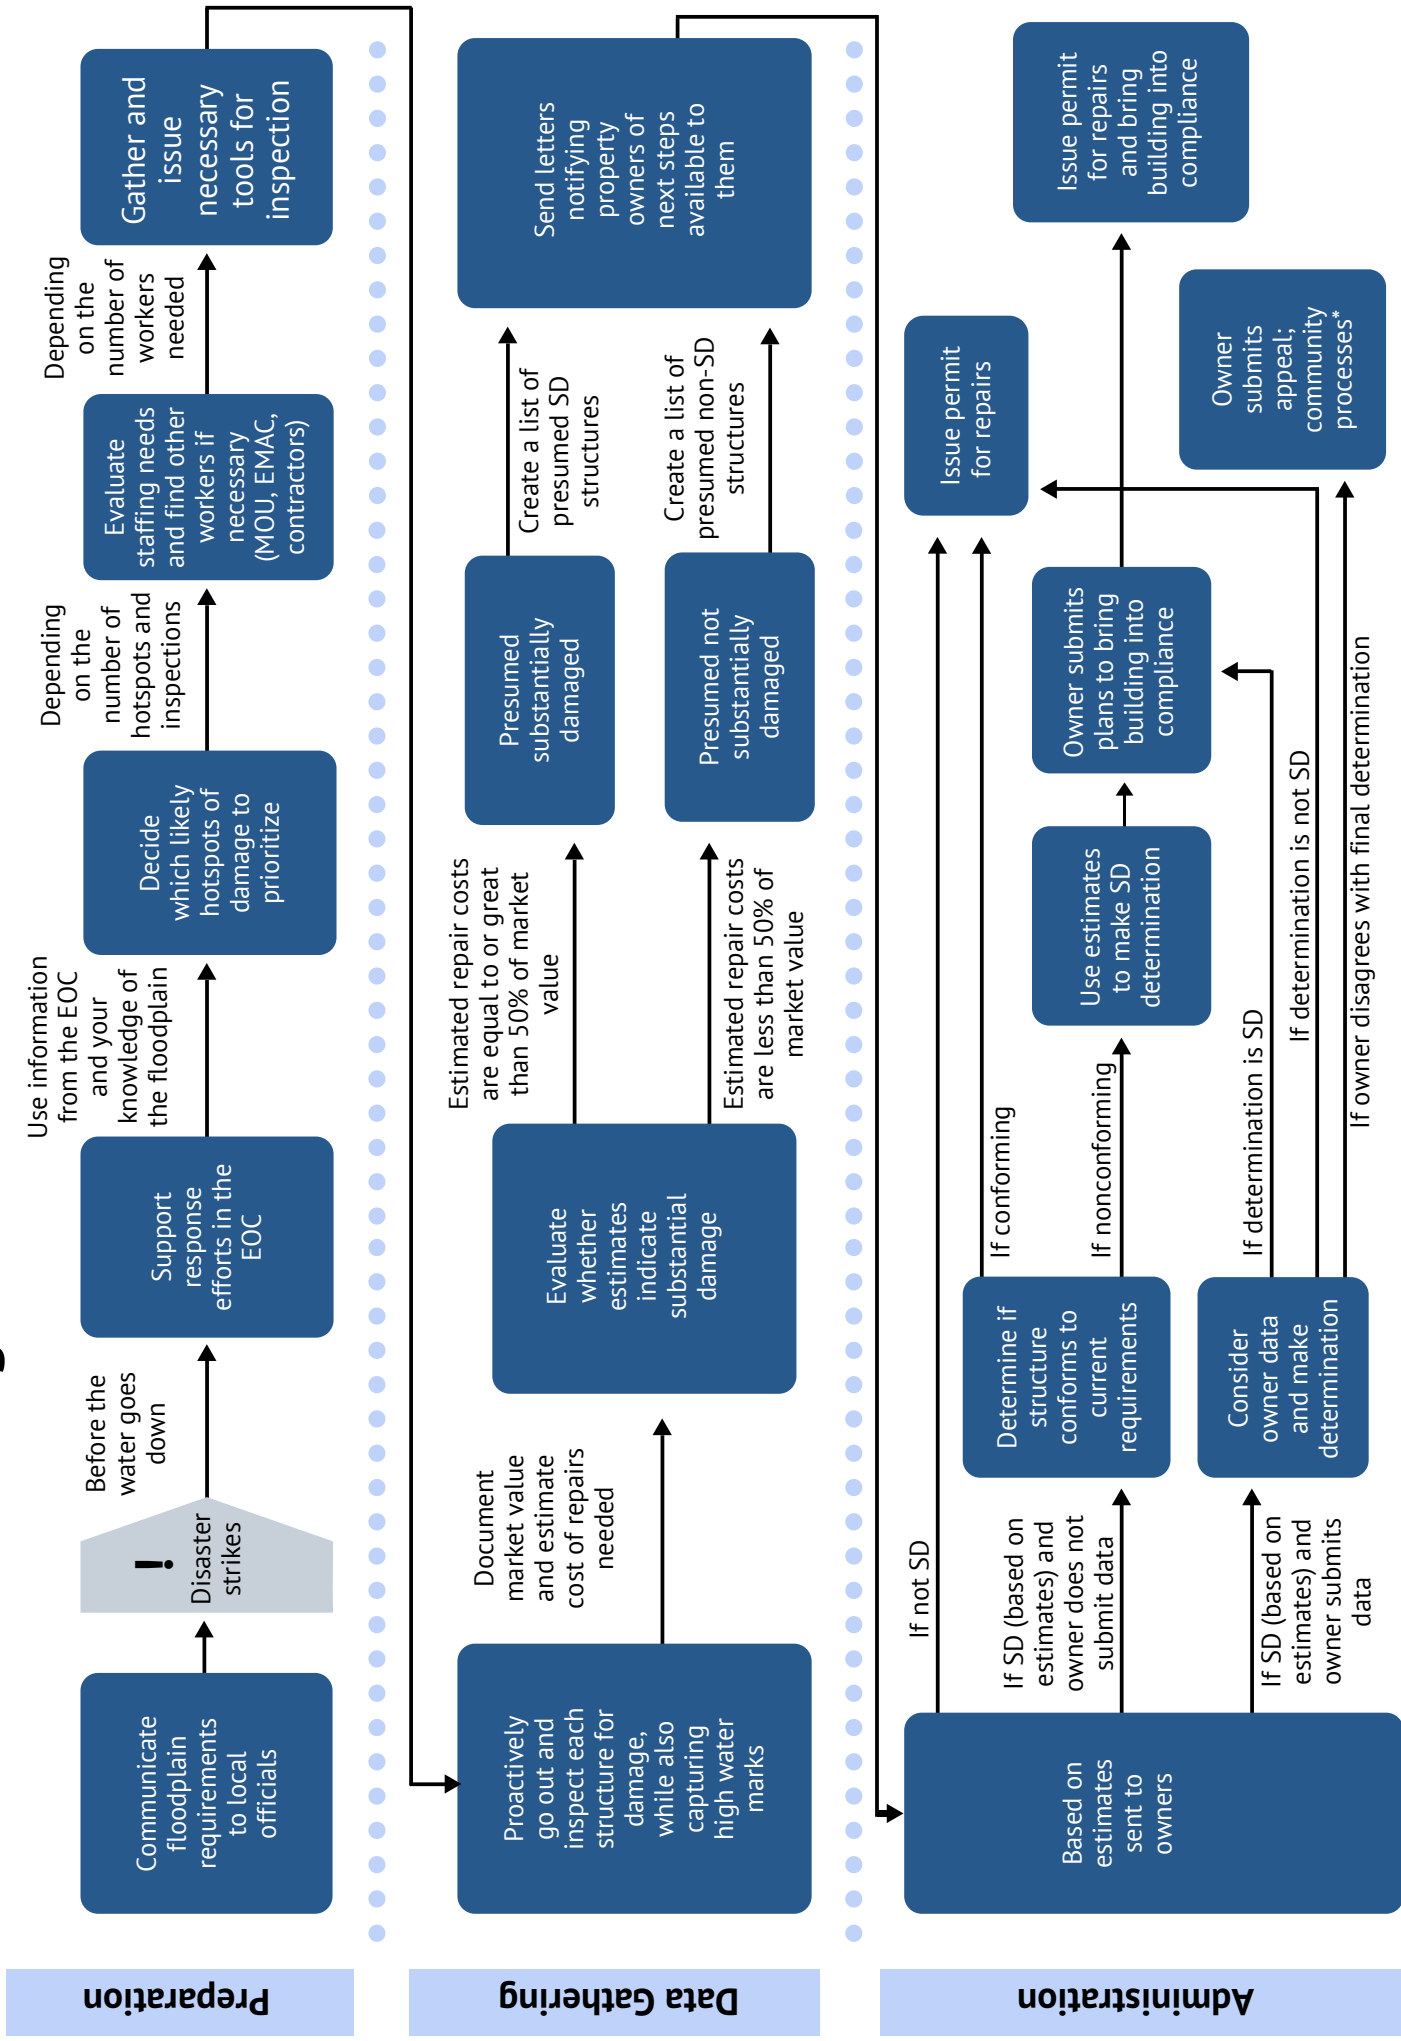 Preparation
Communicate
floodplain
requirements
to local
officials
!
Disaster
strikes
Before the
water goes
down
Support
response
efforts in the
EOC
Use information
from the EOC
and your
knowledge of
the floodplain
Decide
which likely
hotspots of
damage to
prioritize
Depending
on the
number of
hotspots and
inspections
Evaluate
staffing needs
and find other
workers if
necessary
(MOU, EMAC,
contractors)
Depending
on the
number of
workers
needed
Gather and
issue
necessary
tools for
inspection
Data Gathering
Proactively
go out and
inspect each
structure for
damage,
while also
capturing
high water
marks
Document
market value
and estimate
cost of repairs
needed
Evaluate
whether
estimates
indicate
substantial
damage
Estimated repair costs
are equal to or great
than 50% of market
value
Estimated repair costs
are less than 50% of
market value
Presumed
substantially
damaged
Presumed not
substantially
damaged
Create a list of
presumed SD
structures
Create a list of
presumed non-SD
structures
Send letters
notifying
property
owners of
next steps
available to
them
Administration
Based on
estimates
sent to
owners
If not SD
If SD (based on
estimates) and
owner does not
submit data
If SD (based on
estimates) and
owner submits
data
Determine if
structure
conforms to
current
requirements
Consider
owner data
and make
determination
If conforming
If nonconforming
If determination is SD
If determination is not SD
If owner disagrees with final determination
Use estimates
to make SD
determination
Owner submits
plans to bring
building into
compliance
Issue permit
for repairs
Owner
submits
appeal;
community
processes*
Issue permit
for repairs
and bring
building into
compliance